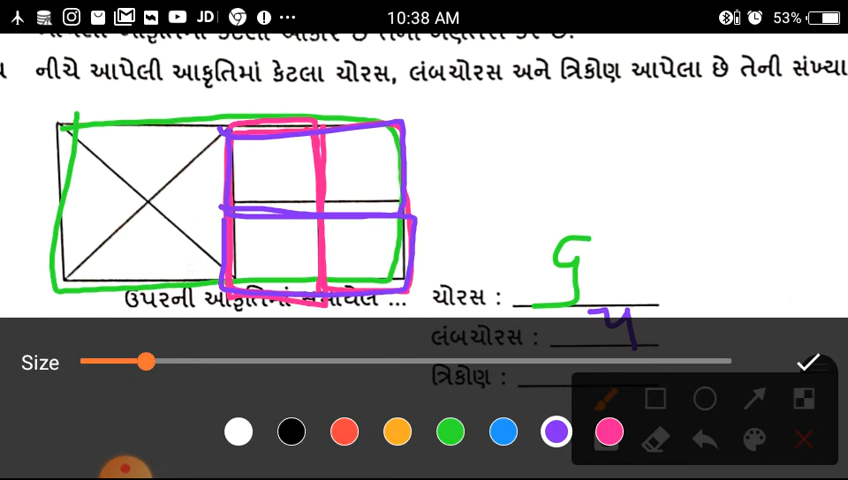 JD
10:38 AM
53%
નીચે આપેલી આકૃતિમાં કેટલા ચોરસ, લંબચોરસ અને ત્રિકોણ આપેલા છે તેની સંખ્યા
ઉપરની આકૃતિમાં ... ચોરસ : ૬
લંબચોરસ : ૫
ત્રિકોણ :
Size